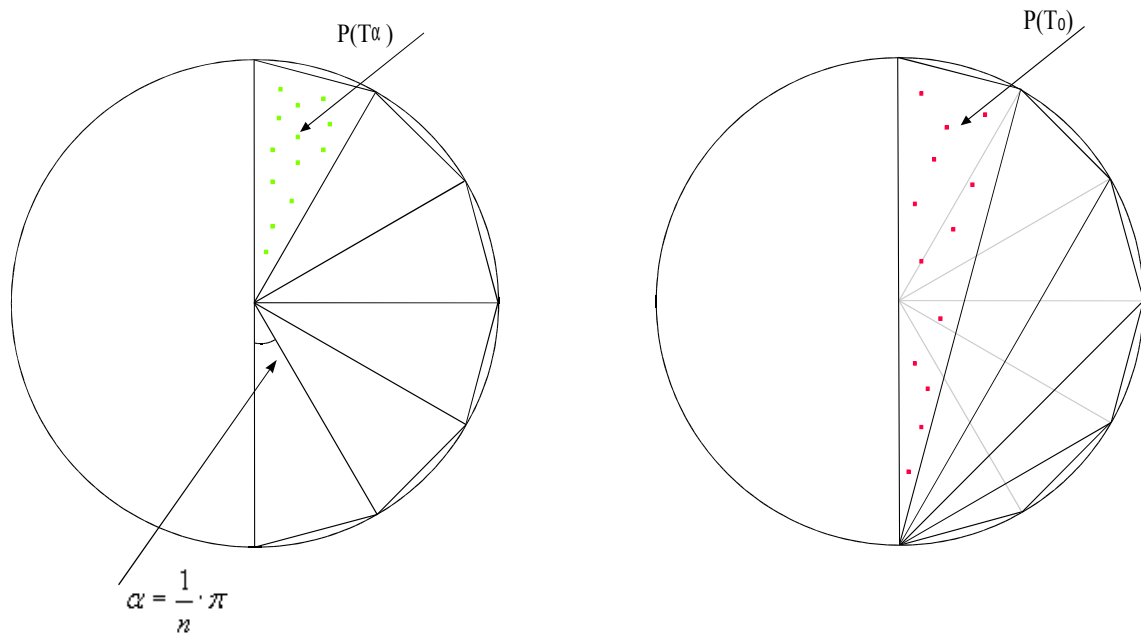 P(Tα)
P(T₀)
α = 1/n · π